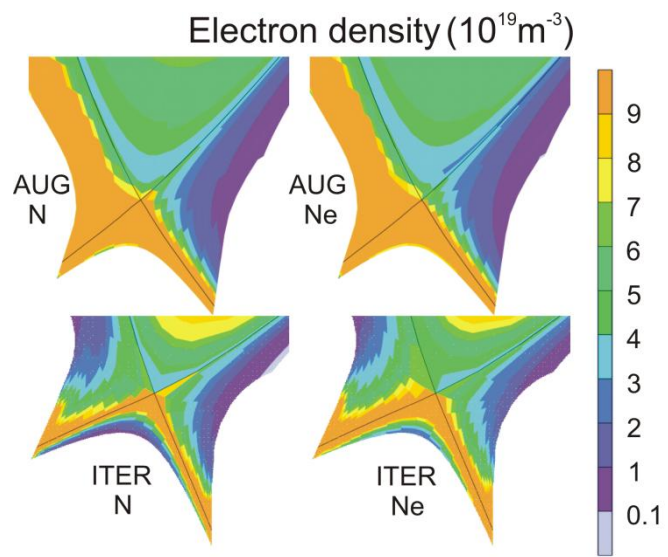 Electron density (10¹⁹m⁻³)
AUG
N
AUG
Ne
ITER
N
ITER
Ne
9
8
7
6
5
4
3
2
1
0.1